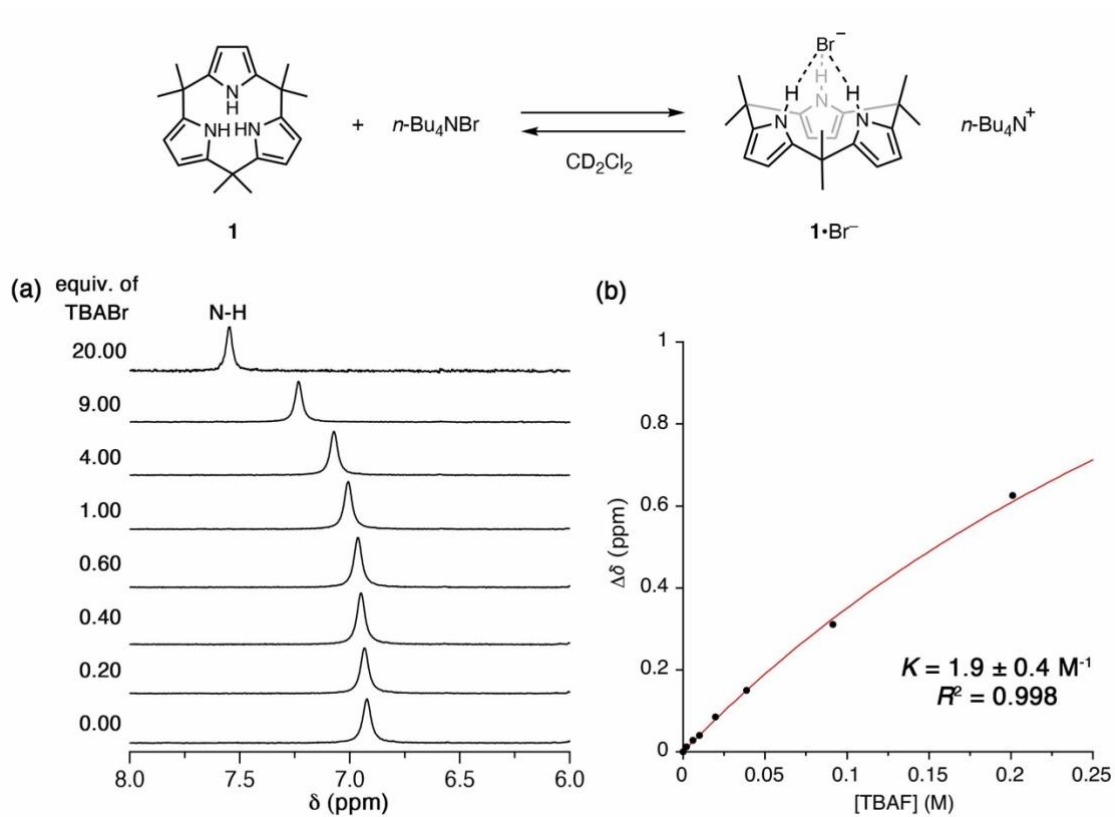 N
H
NH HN
1
+ n-Bu4NBr
CD2Cl2
Br−
H H H
N N N
1•Br−
n-Bu4N+
(a) equiv. of
TBABr N-H
20.00
9.00
4.00
1.00
0.60
0.40
0.20
0.00
8.0 7.5 7.0 6.5 6.0
δ (ppm)
(b)
1
0.8
0.6
0.4
0.2
0
Δδ (ppm)
K = 1.9 ± 0.4 M-1
R2 = 0.998
0 0.05 0.1 0.15 0.2 0.25
[TBAF] (M)